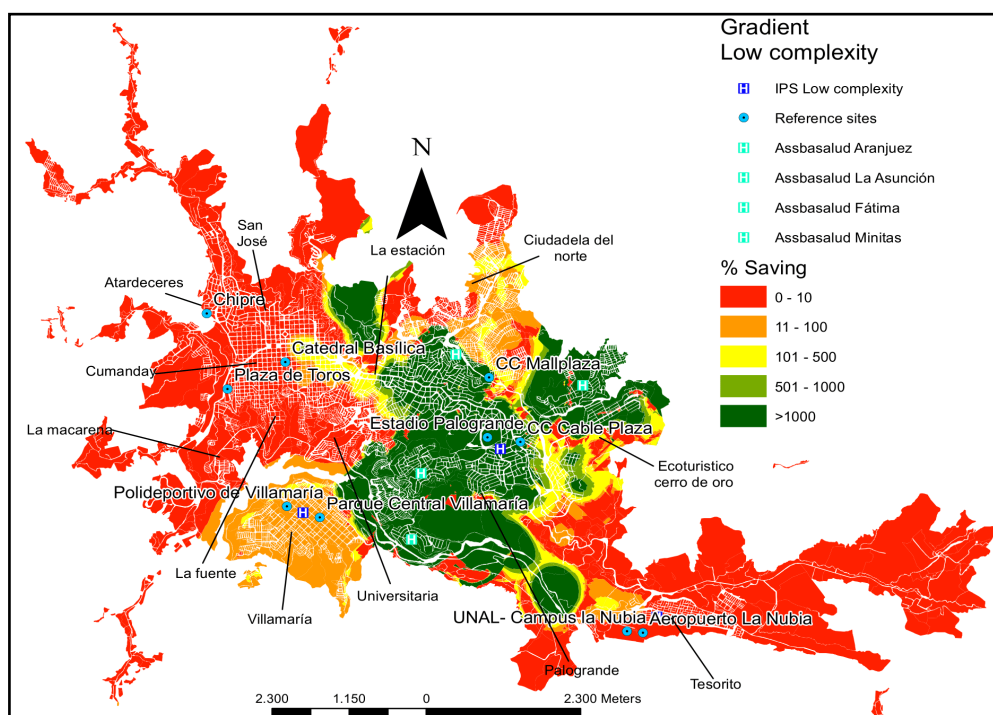 Gradient
Low complexity
H IPS Low complexity
Reference sites
H Assbasalud Aranjuez
H Assbasalud La Asunción
H Assbasalud Fátima
H Assbasalud Minitas
% Saving
0 - 10
11 - 100
101 - 500
501 - 1000
>1000
N
San
José
La estación
Ciudadela del
norte
Atardeceres
Chipre
Catedral Basílica
Cumanday
Plaza de Toros
CC Mallplaza
H
H
La macarena
Estadio Palogrande
CC Cable Plaza
H
Ecoturistico
cerro de oro
H
Polideportivo de Villamaría
Parque Central Villamaría
H
H
La fuente
Universitaria
Villamaría
UNAL- Campus la Nubia
Aeropuerto La Nubia
Palogrande
Tesorito
2.300 1.150 0 2.300 Meters